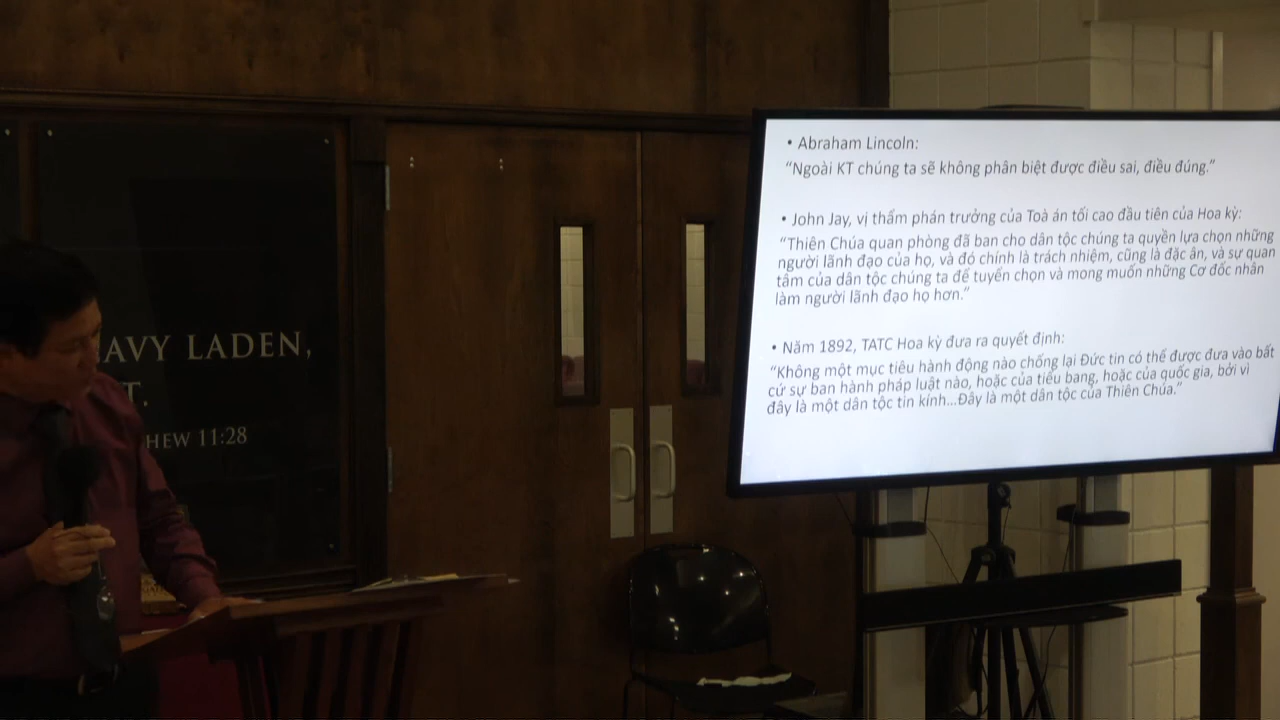 AVY LADEN,
T.
HEW 11:28
• Abraham Lincoln:
“Ngoài KT chúng ta sẽ không phân biệt được điều sai, điều đúng.”
• John Jay, vị thẩm phán trưởng của Toà án tối cao đầu tiên của Hoa kỳ:
“Thiên Chúa quan phòng đã ban cho dân tộc chúng ta quyền lựa chọn những
người lãnh đạo của họ, và đó chính là trách nhiệm, cũng là đặc ân, và sự quan
tâm của dân tộc chúng ta để tuyển chọn và mong muốn những Cơ đốc nhân
làm người lãnh đạo họ hơn.”
• Năm 1892, TATC Hoa kỳ đưa ra quyết định:
“Không một mục tiêu hành động nào chống lại Đức tin có thể được đưa vào bất
cứ sự ban hành pháp luật nào, hoặc của tiểu bang, hoặc của quốc gia, bởi vì
đây là một dân tộc tin kính...Đây là một dân tộc của Thiên Chúa.”